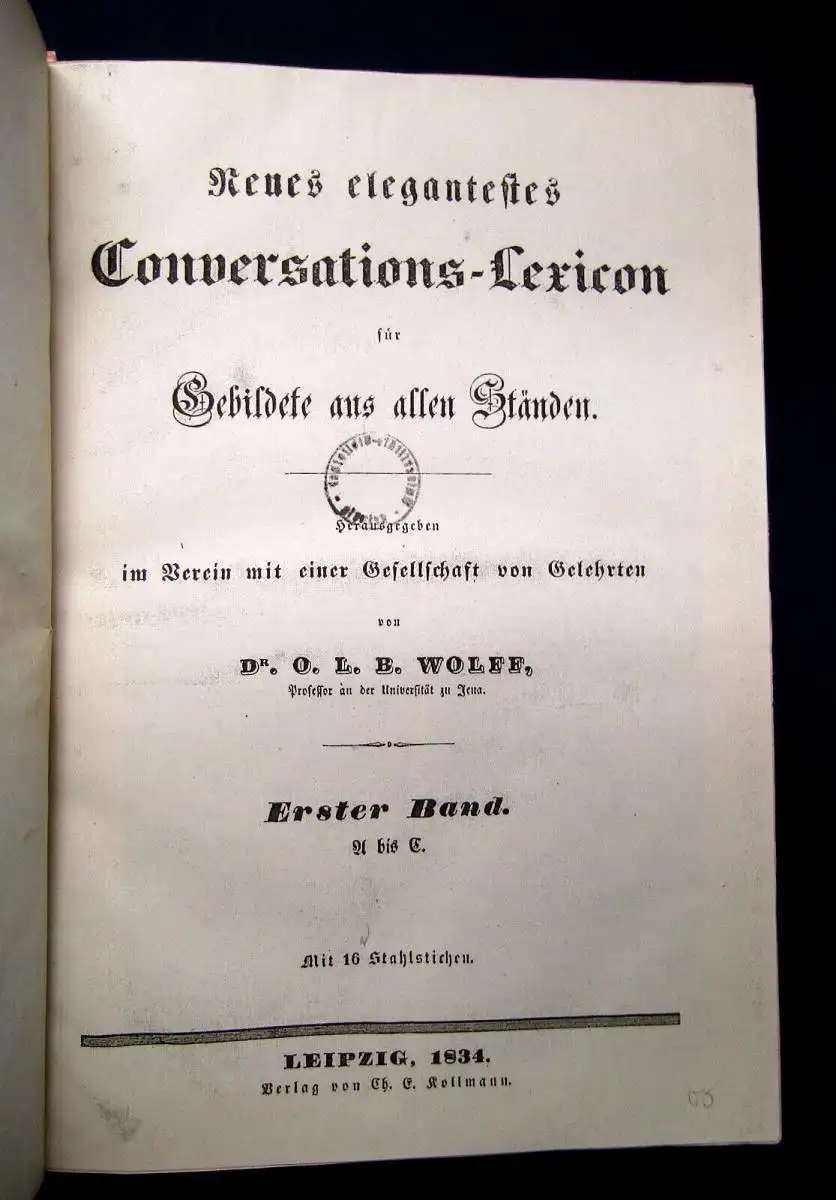 Neues elegantestes
Conversations-Lexicon
für
Gebildete aus allen Ständen.
Herausgegeben
im Verein mit einer Gesellschaft von Gelehrten
von
Dr. O. L. B. WOLFF,
Professor an der Universität zu Jena.
Erster Band.
A bis C.
Mit 16 Stahlstichen.
LEIPZIG, 1834.
Verlag von Ch. E. Kollmann.